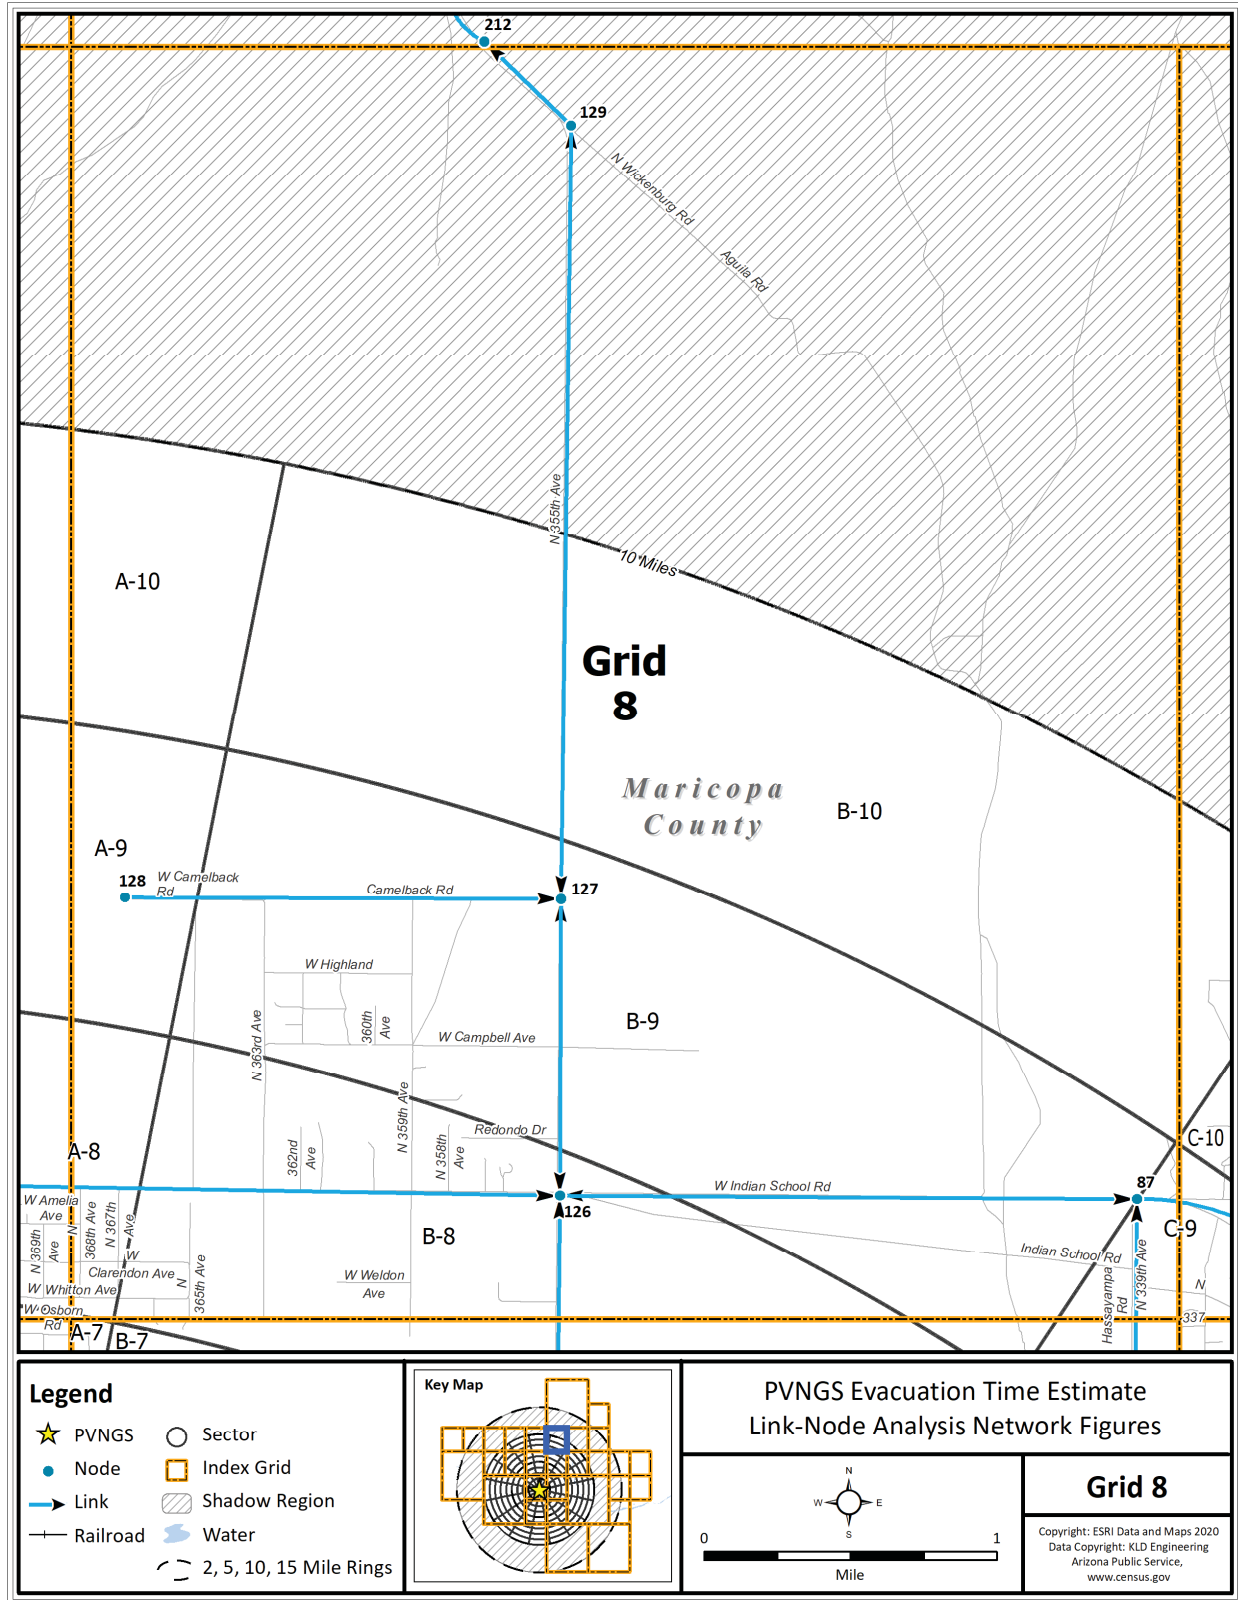 212
129
N Wickenburg Rd
Aguila Rd
N 355th Ave
10 Miles
A-10
Grid
8
Maricopa
County
B-10
A-9
128
W Camelback
Rd
Camelback Rd
127
W Highland
360th
Ave
N 363rd Ave
W Campbell Ave
B-9
N 359th Ave
Redondo Dr
N 358th
Ave
362nd
Ave
A-8
C-10
W Indian School Rd
87
126
W Amelia
Ave
N
368th Ave
N 367th
Ave
N 369th
Ave
W
Clarendon Ave
N
365th Ave
W Whitton Ave
W Osborn
Rd
B-8
W Weldon
Ave
C-9
Indian School Rd
N 339th Ave
Hassayampa
Rd
N
337
A-7
B-7
Legend
PVNGS
Sector
Node
Index Grid
Link
Shadow Region
Railroad
Water
2, 5, 10, 15 Mile Rings
Key Map
PVNGS Evacuation Time Estimate
Link-Node Analysis Network Figures
N
W
E
S
0
1
Mile
Grid 8
Copyright: ESRI Data and Maps 2020
Data Copyright: KLD Engineering
Arizona Public Service,
www.census.gov